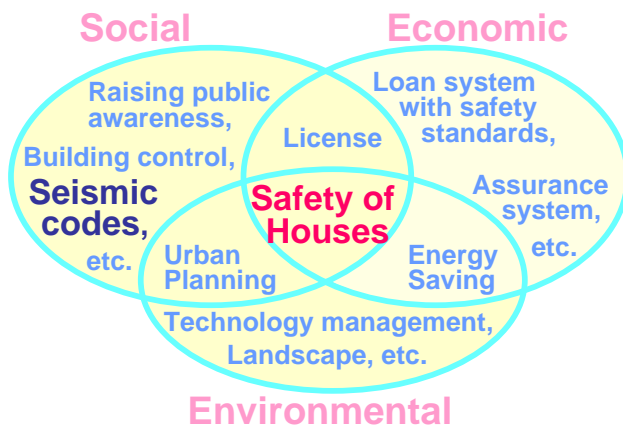 Social
Economic
Raising public
awareness,
Building control,
Seismic
codes,
etc.
License
Loan system
with safety
standards,
Assurance
system,
etc.
Safety of
Houses
Urban
Planning
Energy
Saving
Technology management,
Landscape, etc.
Environmental